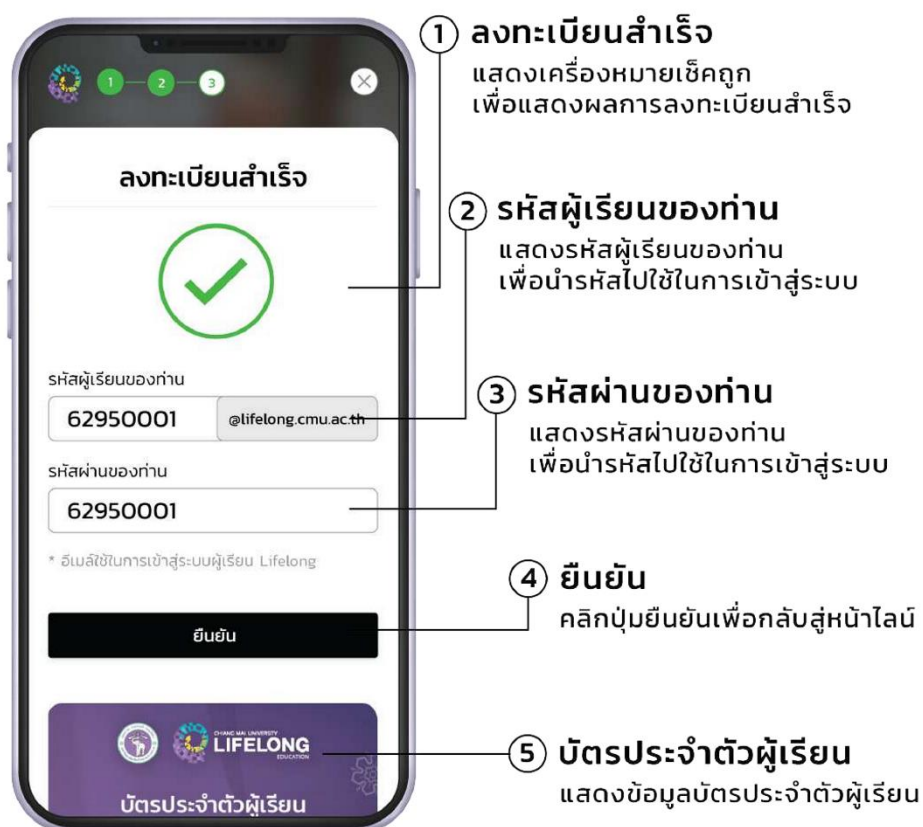 1 2 3
ลงทะเบียนสำเร็จ
รหัสผู้เรียนของท่าน
62950001 @lifelong.cmu.ac.th
รหัสผ่านของท่าน
62950001
* อีเมล์ใช้ในการเข้าสู่ระบบผู้เรียน Lifelong
ยืนยัน
CHIANG MAI UNIVERSITY
LIFELONG
EDUCATION
บัตรประจำตัวผู้เรียน
1 ลงทะเบียนสำเร็จ
แสดงเครื่องหมายเช็คถูก
เพื่อแสดงผลการลงทะเบียนสำเร็จ
2 รหัสผู้เรียนของท่าน
แสดงรหัสผู้เรียนของท่าน
เพื่อนำรหัสไปใช้ในการเข้าสู่ระบบ
3 รหัสผ่านของท่าน
แสดงรหัสผ่านของท่าน
เพื่อนำรหัสไปใช้ในการเข้าสู่ระบบ
4 ยืนยัน
คลิกปุ่มยืนยันเพื่อกลับสู่หน้าไลน์
5 บัตรประจำตัวผู้เรียน
แสดงข้อมูลบัตรประจำตัวผู้เรียน